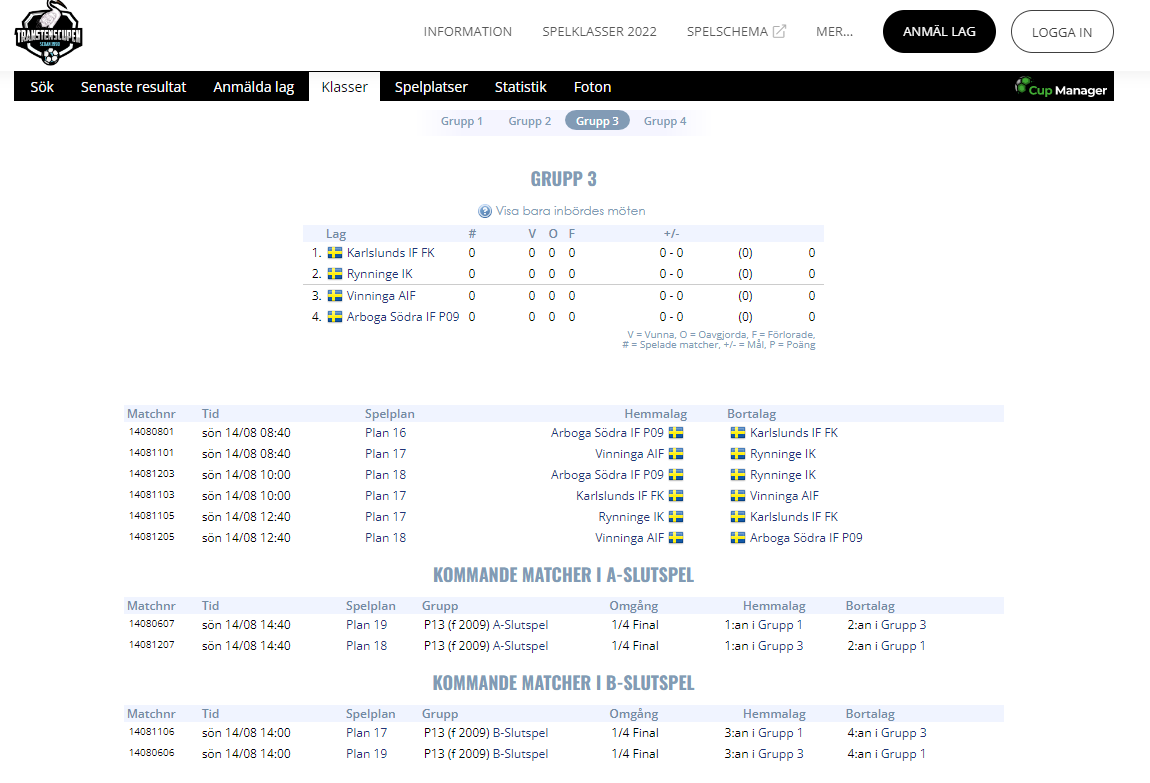 TRANSTENSCUPEN
SEDAN 1980
INFORMATION SPELKLASSER 2022 SPELSCHEMA MER... ANMÄL LAG LOGGA IN
Sök Senaste resultat Anmälda lag Klasser Spelplatser Statistik Foton Cup Manager
Grupp 1 Grupp 2 Grupp 3 Grupp 4
GRUPP 3
? Visa bara inbördes möten
Lag # V O F +/-
1. Karlslunds IF FK 0 0 0 0 0 - 0 (0) 0
2. Rynninge IK 0 0 0 0 0 - 0 (0) 0
3. Vinninga AIF 0 0 0 0 0 - 0 (0) 0
4. Arboga Södra IF P09 0 0 0 0 0 - 0 (0) 0
V = Vunna, O = Oavgjorda, F = Förlorade,
# = Spelade matcher, +/- = Mål, P = Poäng
Matchnr Tid Spelplan Hemmalag Bortalag
14080801 sön 14/08 08:40 Plan 16 Arboga Södra IF P09 Karlslunds IF FK
14081101 sön 14/08 08:40 Plan 17 Vinninga AIF Rynninge IK
14081203 sön 14/08 10:00 Plan 18 Arboga Södra IF P09 Rynninge IK
14081103 sön 14/08 10:00 Plan 17 Karlslunds IF FK Vinninga AIF
14081105 sön 14/08 12:40 Plan 17 Rynninge IK Karlslunds IF FK
14081205 sön 14/08 12:40 Plan 18 Vinninga AIF Arboga Södra IF P09
KOMMANDE MATCHER I A-SLUTSPEL
Matchnr Tid Spelplan Grupp Omgång Hemmalag Bortalag
14080607 sön 14/08 14:40 Plan 19 P13 (f 2009) A-Slutspel 1/4 Final 1:an i Grupp 1 2:an i Grupp 3
14081207 sön 14/08 14:40 Plan 18 P13 (f 2009) A-Slutspel 1/4 Final 1:an i Grupp 3 2:an i Grupp 1
KOMMANDE MATCHER I B-SLUTSPEL
Matchnr Tid Spelplan Grupp Omgång Hemmalag Bortalag
14081106 sön 14/08 14:00 Plan 17 P13 (f 2009) B-Slutspel 1/4 Final 3:an i Grupp 1 4:an i Grupp 3
14080606 sön 14/08 14:00 Plan 19 P13 (f 2009) B-Slutspel 1/4 Final 3:an i Grupp 3 4:an i Grupp 1